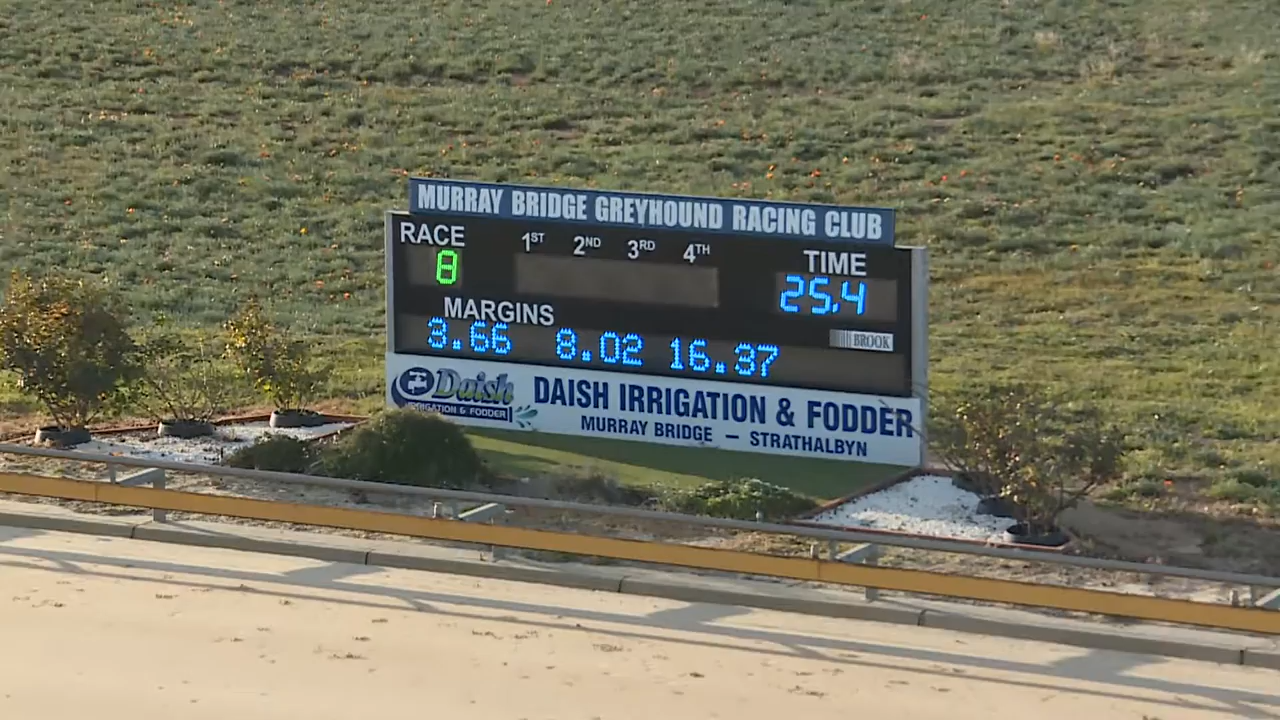 MURRAY BRIDGE GREYHOUND RACING CLUB
RACE 1ST 2ND 3RD 4TH TIME
8 25.4
MARGINS
3.66 8.02 16.37 BROOK
Daish DAISH IRRIGATION & FODDER
IRRIGATION & FODDER MURRAY BRIDGE – STRATHALBYN